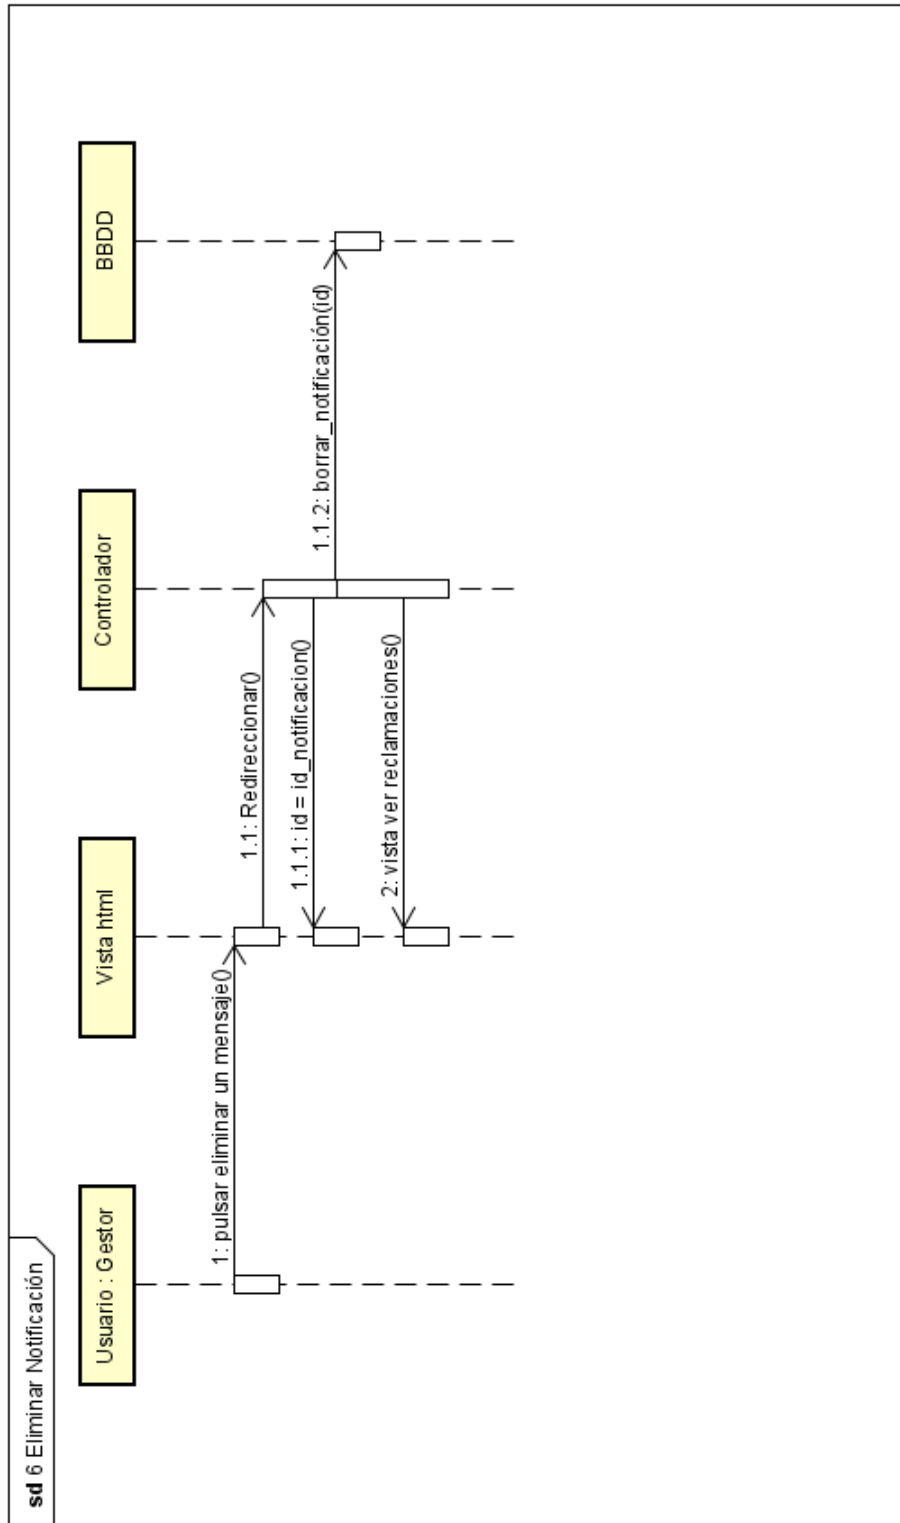 sd 6 Eliminar Notificación
Usuario : Gestor
Vista html
Controlador
BBDD
1: pulsar eliminar un mensaje()
1.1: Redireccionar()
1.1.1: id = id_notificacion()
1.1.2: borrar_notificación(id)
2: vista ver reclamaciones()